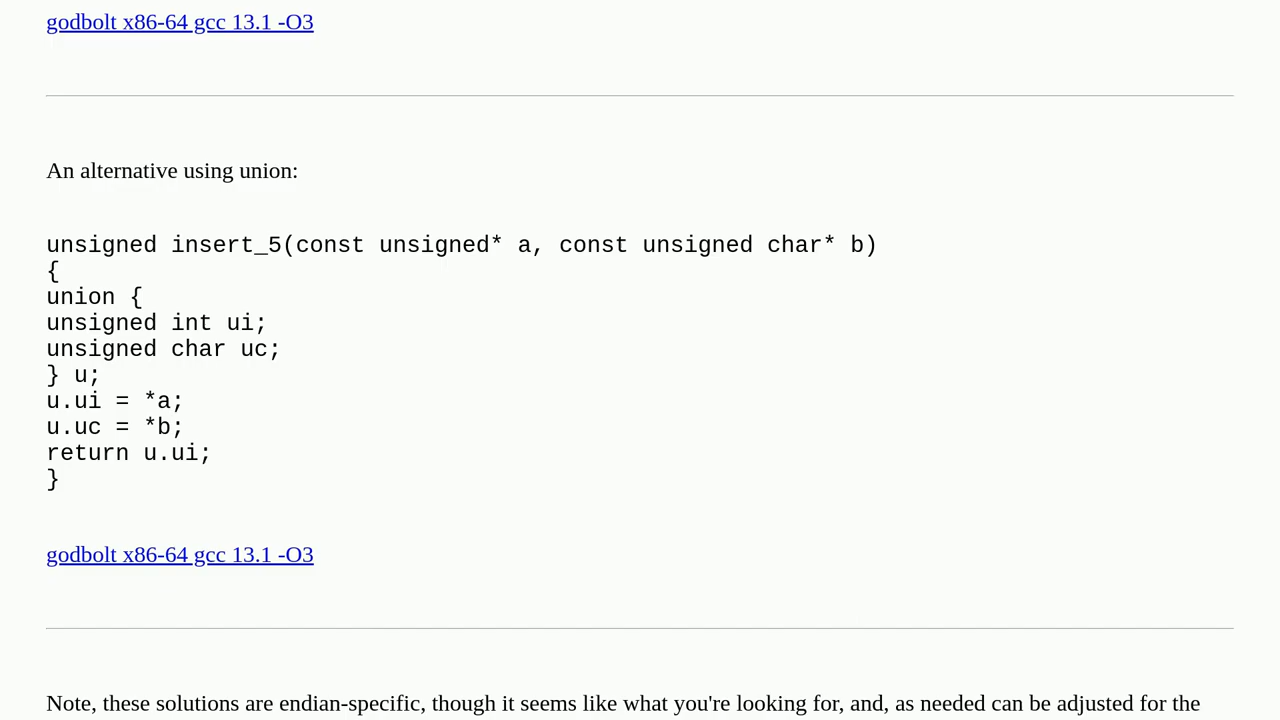 godbolt x86-64 gcc 13.1 -O3
An alternative using union:
unsigned insert_5(const unsigned* a, const unsigned char* b)
{
union {
unsigned int ui;
unsigned char uc;
} u;
u.ui = *a;
u.uc = *b;
return u.ui;
}
godbolt x86-64 gcc 13.1 -O3
Note, these solutions are endian-specific, though it seems like what you're looking for, and, as needed can be adjusted for the